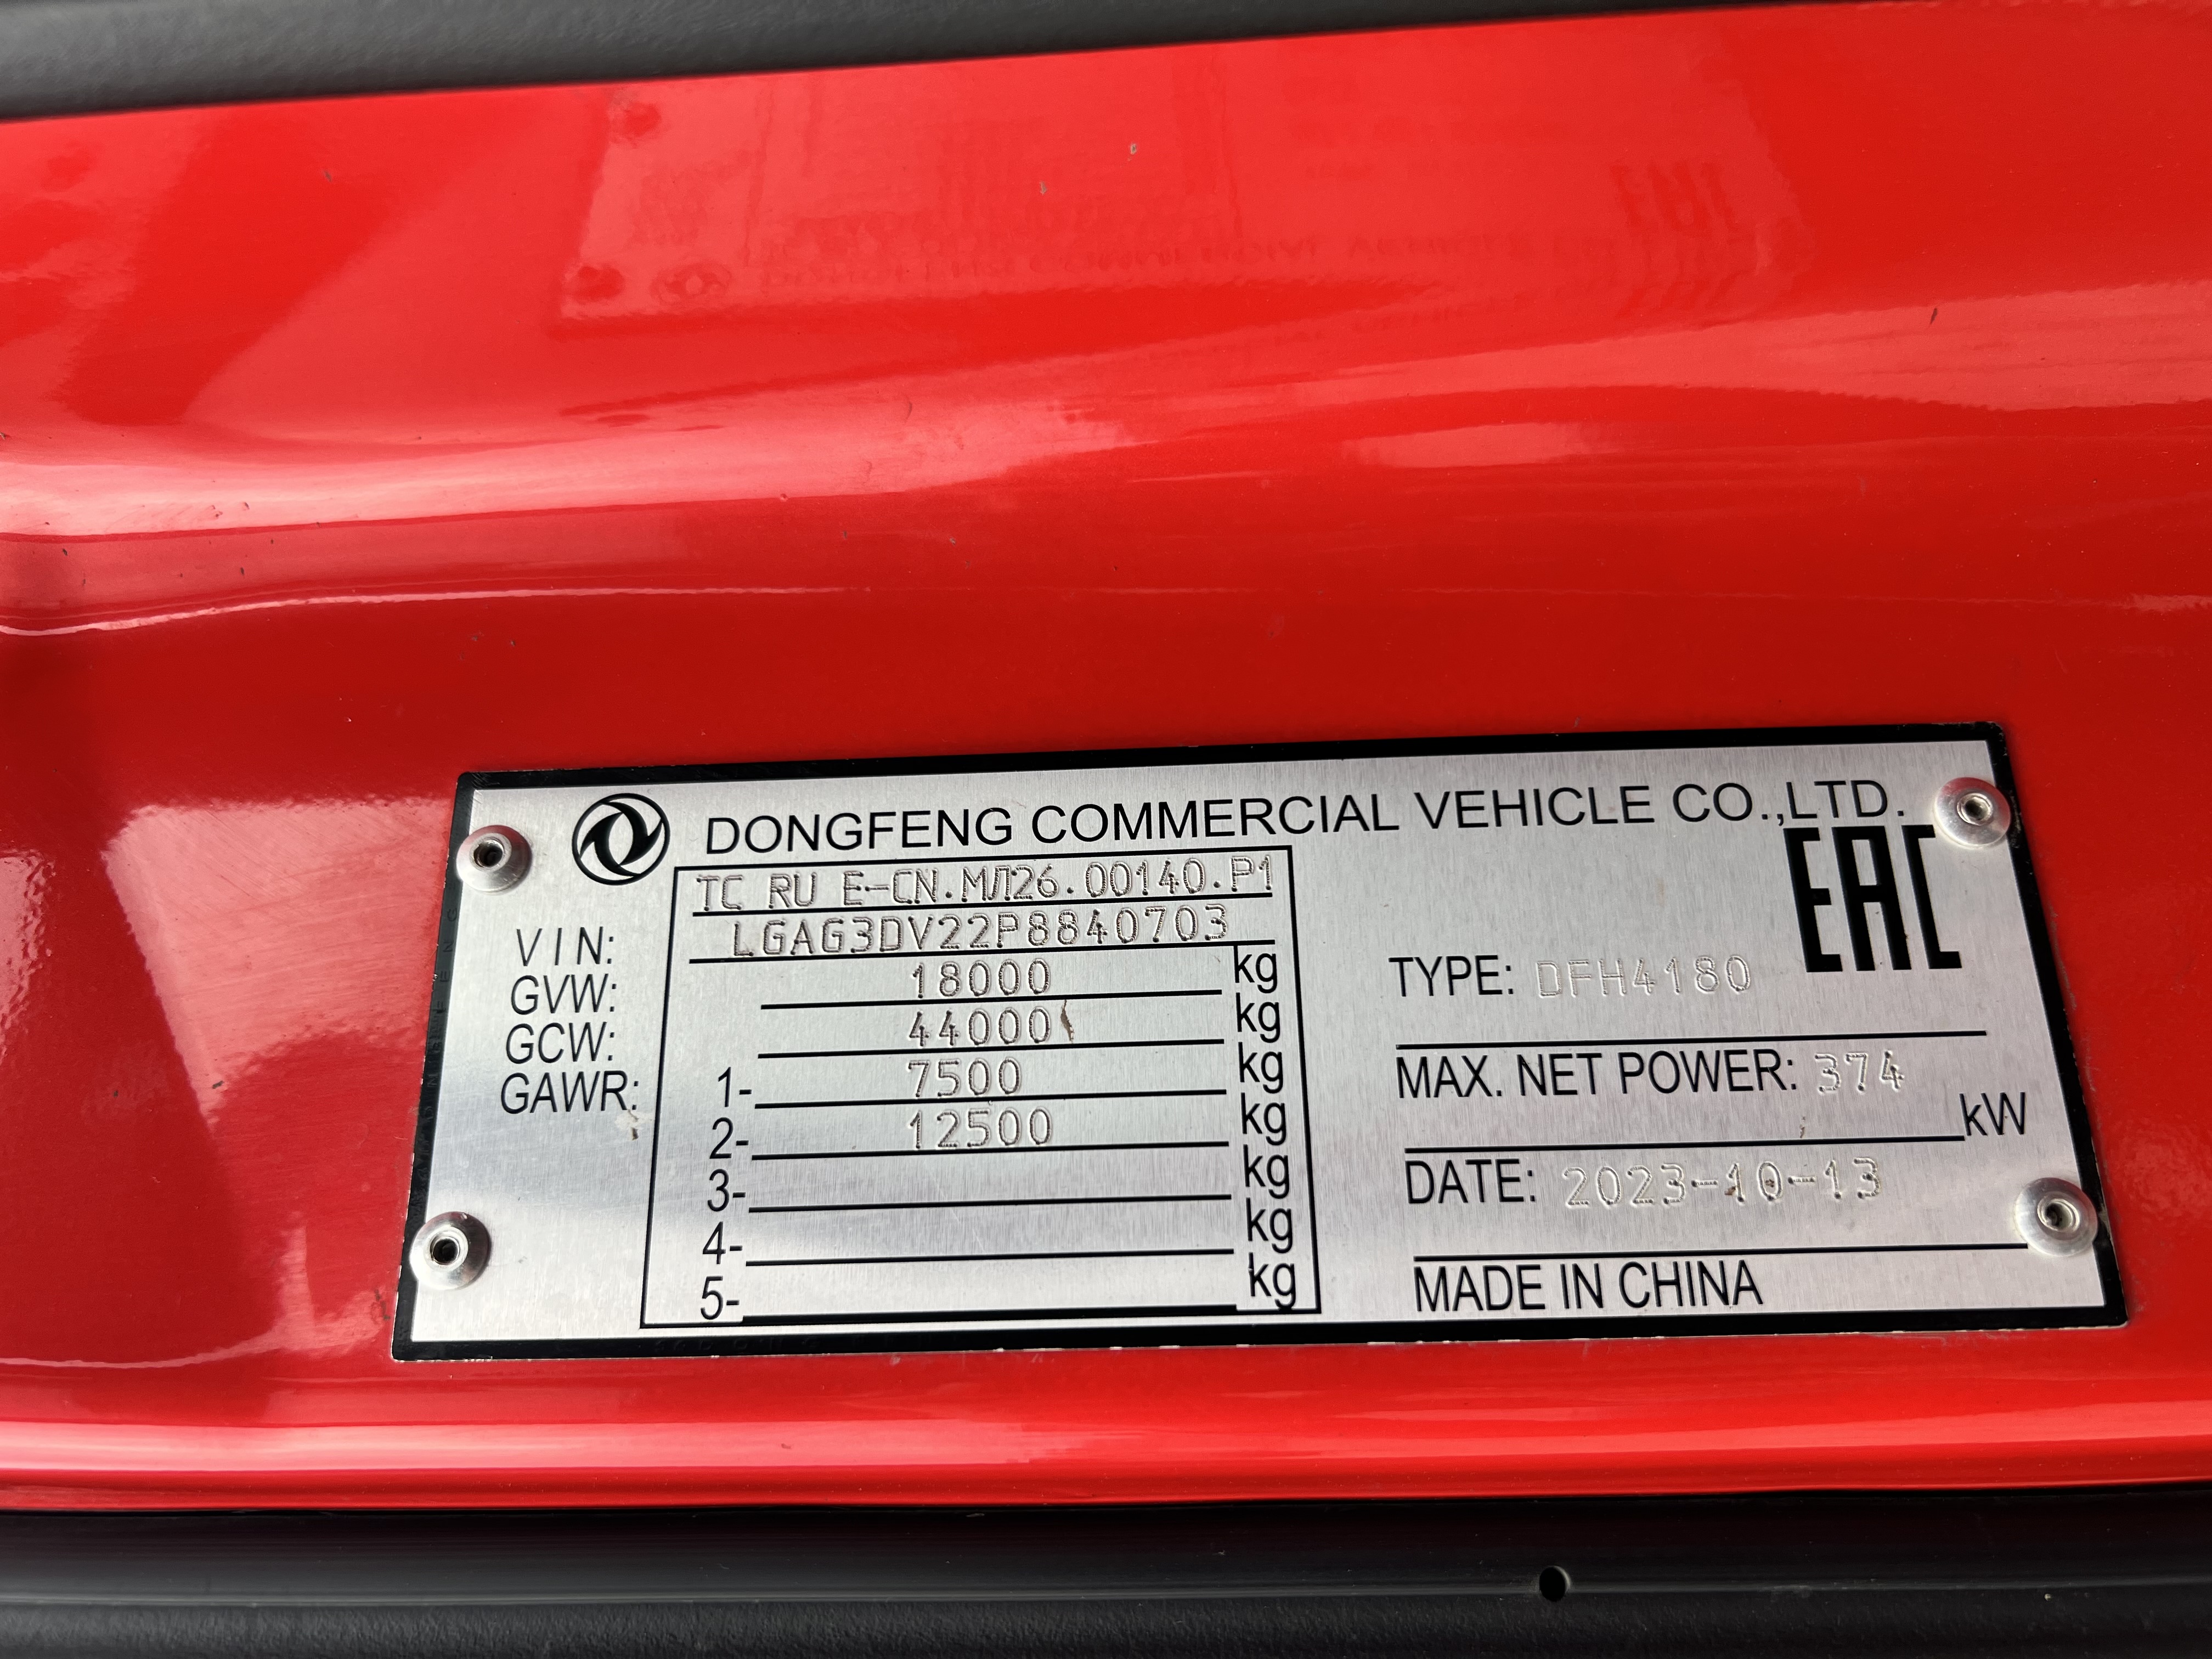 DONGFENG COMMERCIAL VEHICLE CO.,LTD.
EAC
TC RU E-CN.МЛ26.00140.P1
VIN: LGAG3DV22P8840703
GVW: 18000 kg
GCW: 44000 kg
GAWR: 1- 7500 kg
2- 12500 kg
3- kg
4- kg
5- kg
TYPE: DFH4180
MAX. NET POWER: 374
kW
DATE: 2023-10-13
MADE IN CHINA